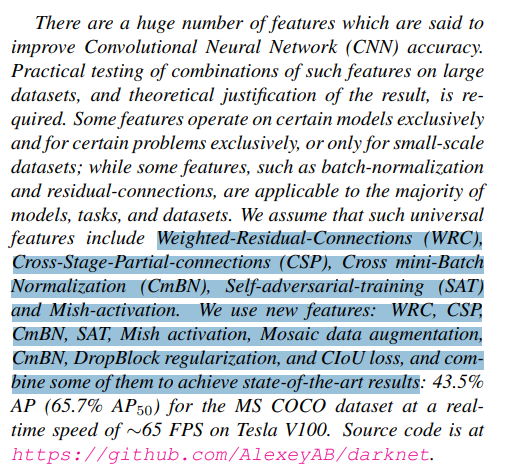 There are a huge number of features which are said to
improve Convolutional Neural Network (CNN) accuracy.
Practical testing of combinations of such features on large
datasets, and theoretical justification of the result, is re-
quired. Some features operate on certain models exclusively
and for certain problems exclusively, or only for small-scale
datasets; while some features, such as batch-normalization
and residual-connections, are applicable to the majority of
models, tasks, and datasets. We assume that such universal
features include Weighted-Residual-Connections (WRC),
Cross-Stage-Partial-connections (CSP), Cross mini-Batch
Normalization (CmBN), Self-adversarial-training (SAT)
and Mish-activation. We use new features: WRC, CSP,
CmBN, SAT, Mish activation, Mosaic data augmentation,
CmBN, DropBlock regularization, and CIoU loss, and com-
bine some of them to achieve state-of-the-art results: 43.5%
AP (65.7% AP₅₀) for the MS COCO dataset at a real-
time speed of ∼65 FPS on Tesla V100. Source code is at
https://github.com/AlexeyAB/darknet.